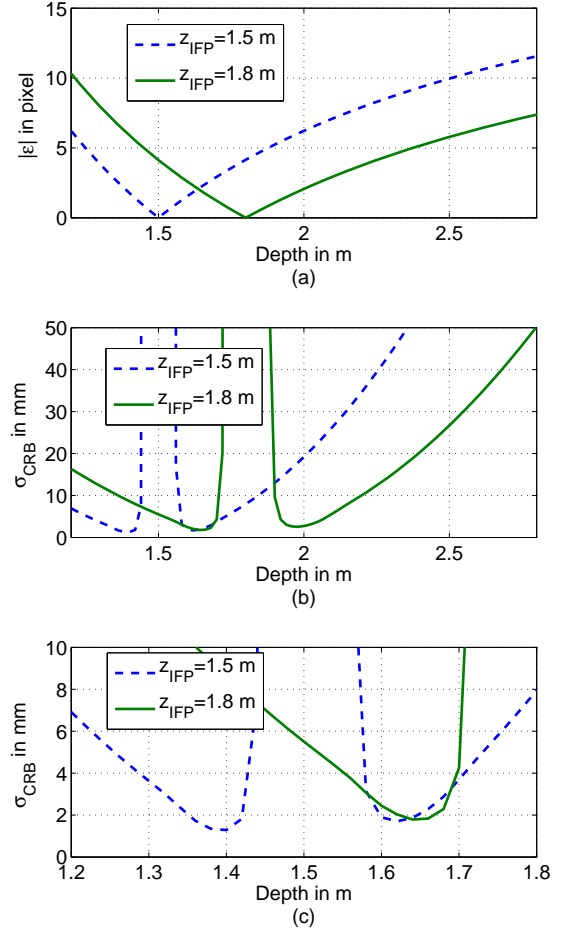 15
10
5
0
|ε| in pixel
z_IFP=1.5 m
z_IFP=1.8 m
1.5
2
2.5
Depth in m
(a)
50
40
30
20
10
0
σ_CRB in mm
z_IFP=1.5 m
z_IFP=1.8 m
1.5
2
2.5
Depth in m
(b)
10
8
6
4
2
0
σ_CRB in mm
z_IFP=1.5 m
z_IFP=1.8 m
1.2
1.3
1.4
1.5
1.6
1.7
1.8
Depth in m
(c)